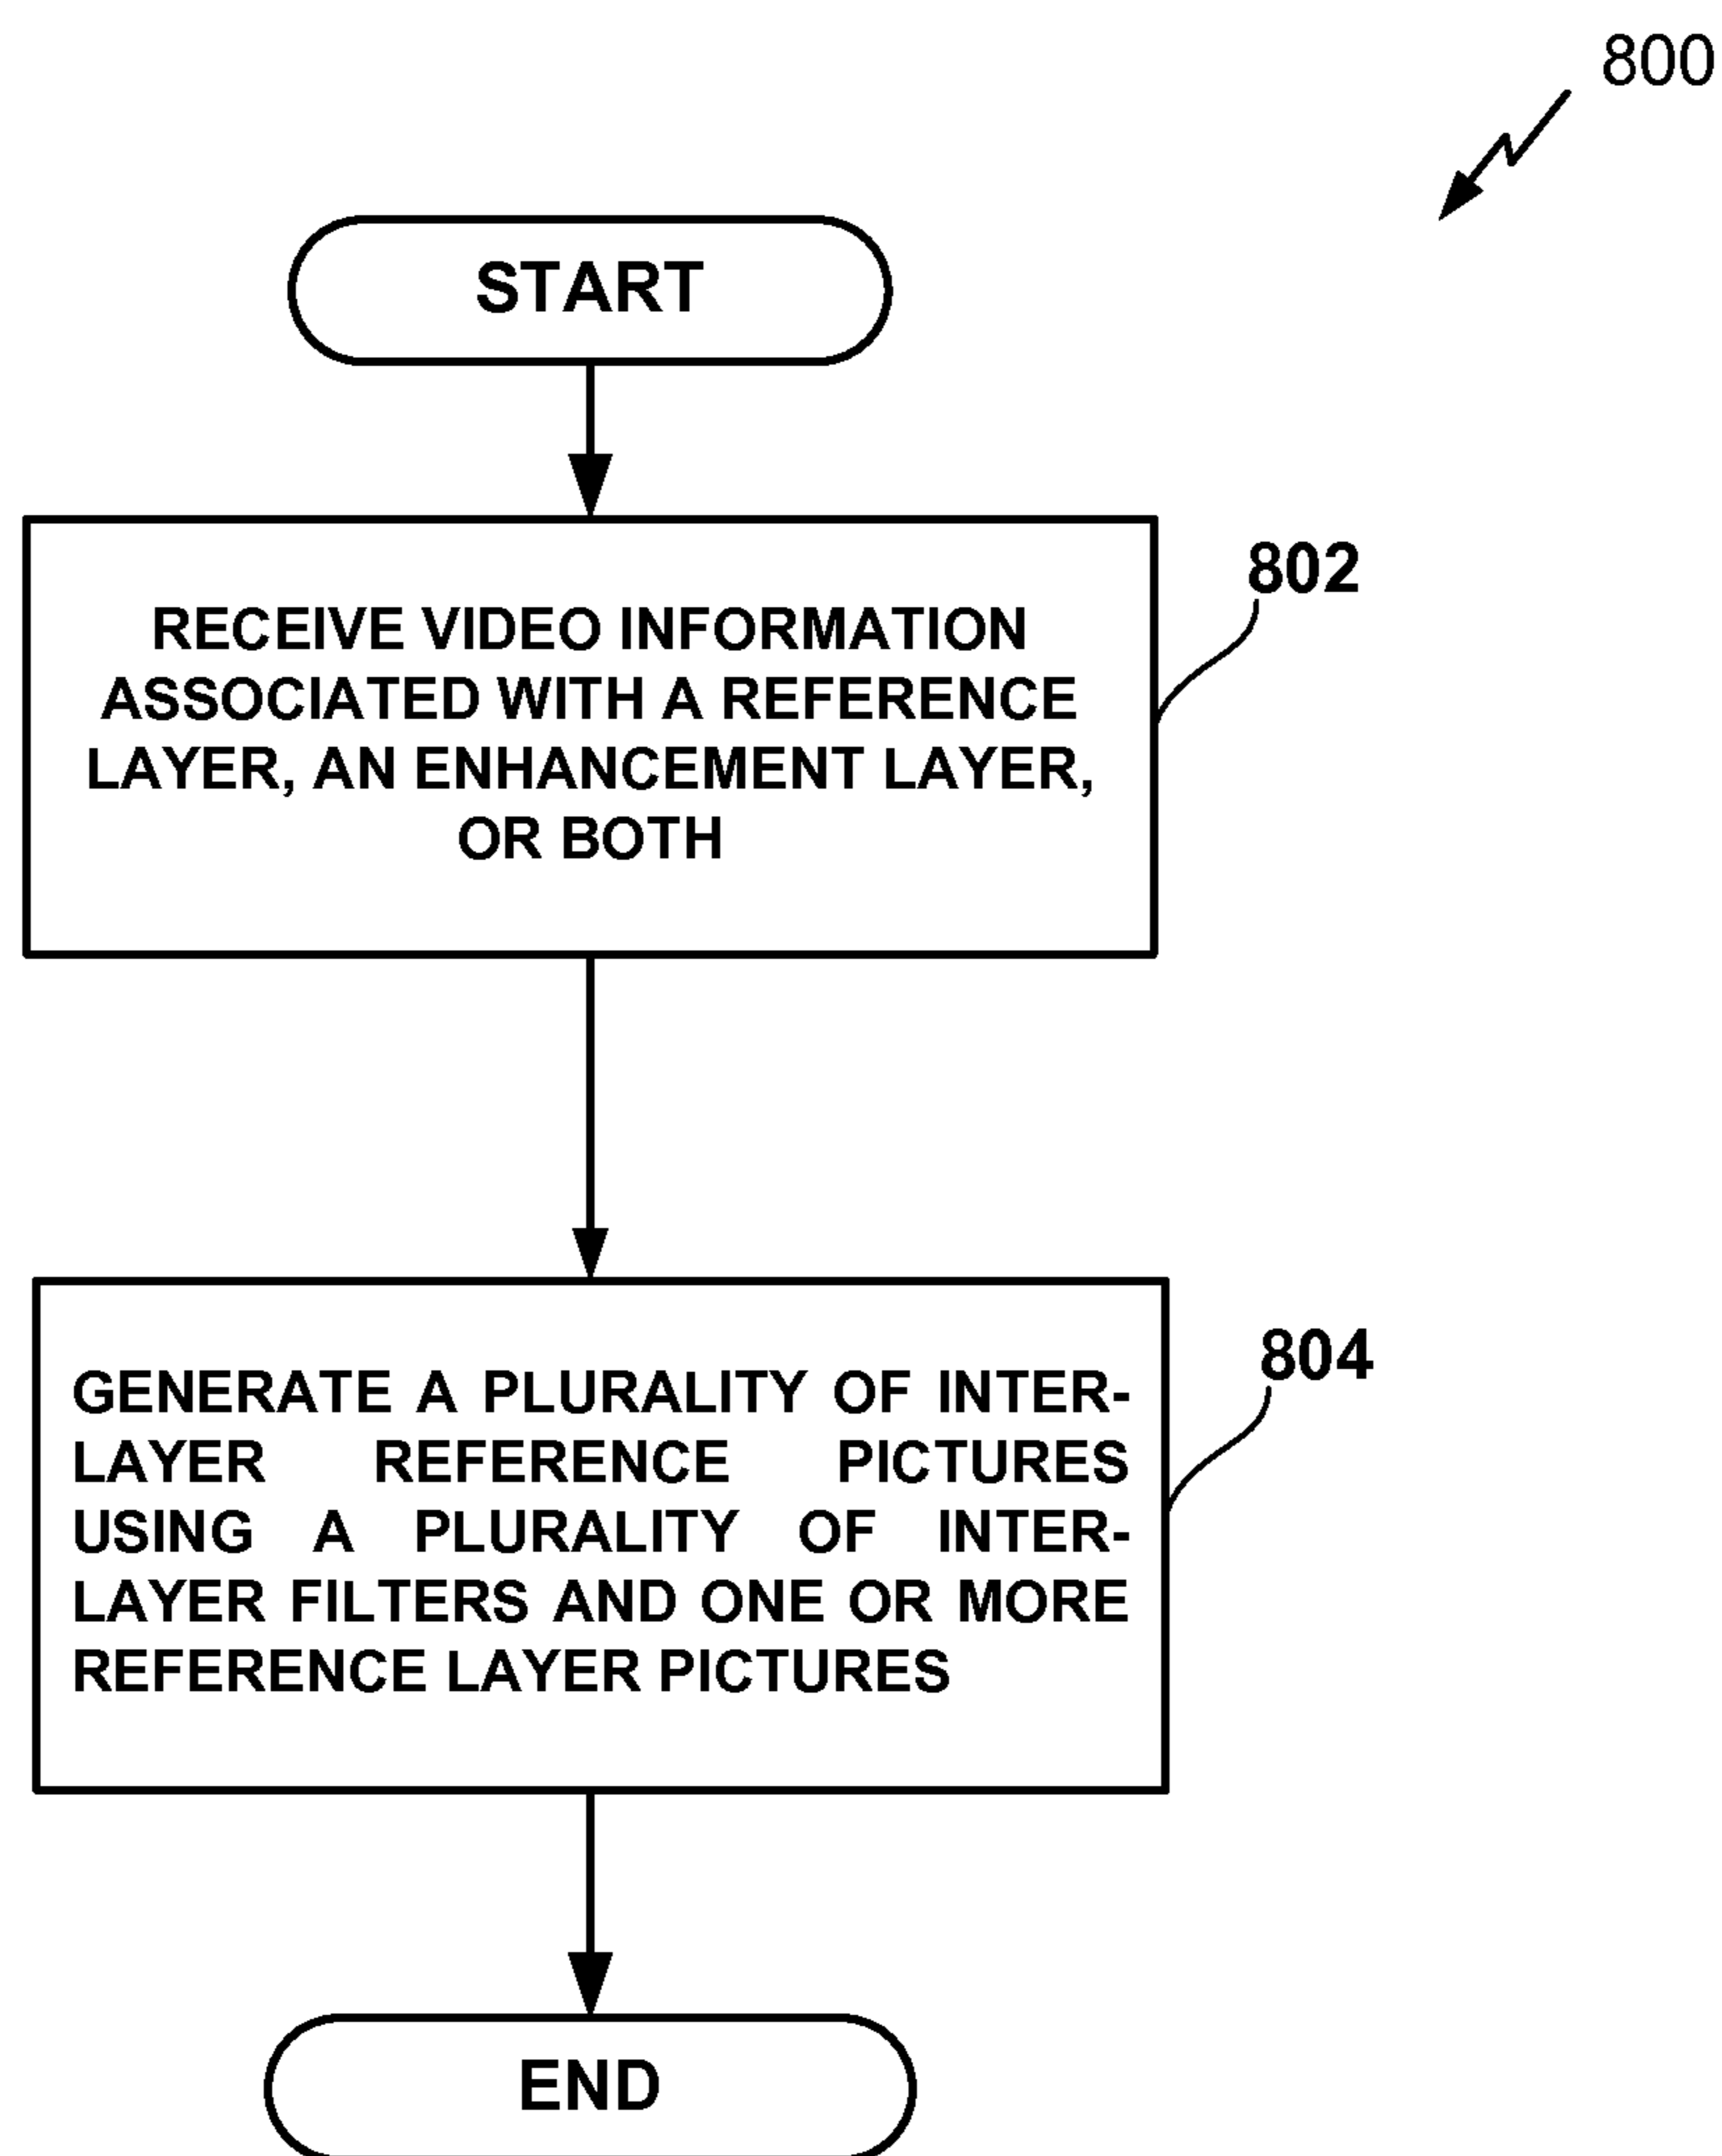 800
START
802
RECEIVE VIDEO INFORMATION
ASSOCIATED WITH A REFERENCE
LAYER, AN ENHANCEMENT LAYER,
OR BOTH
804
GENERATE A PLURALITY OF INTER-
LAYER REFERENCE PICTURES
USING A PLURALITY OF INTER-
LAYER FILTERS AND ONE OR MORE
REFERENCE LAYER PICTURES
END